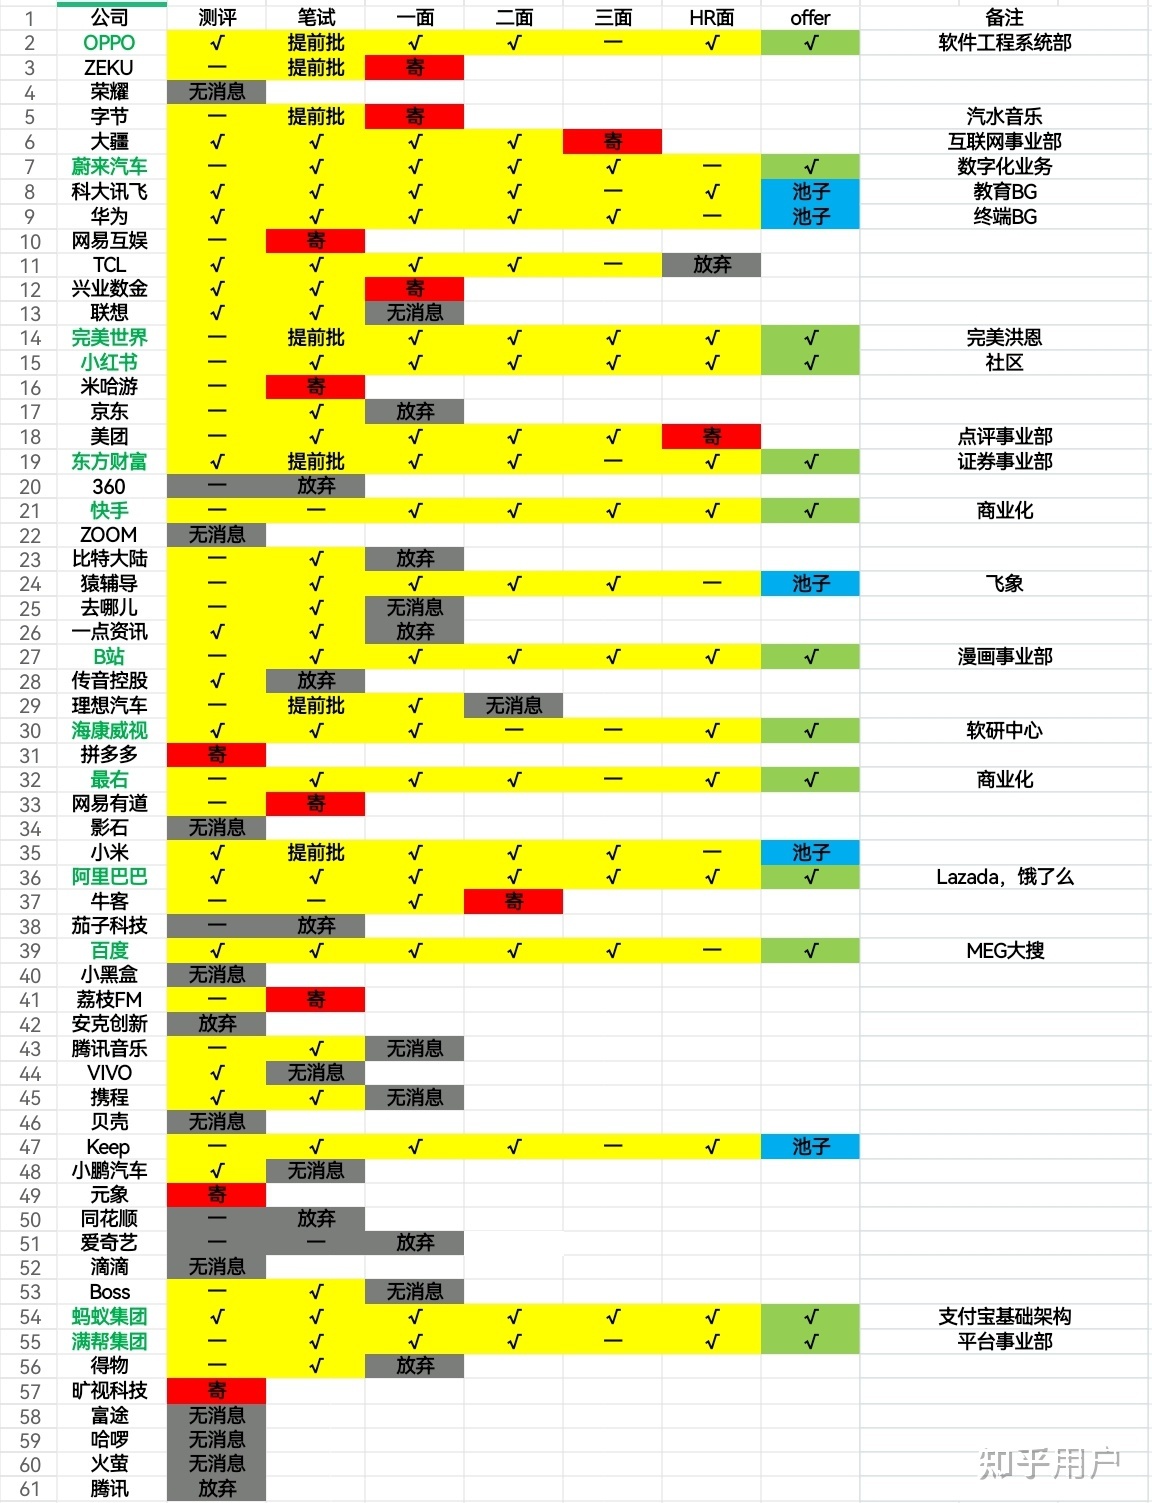 1 公司 测评 笔试 一面 二面 三面 HR面 offer 备注
2 OPPO √ 提前批 √ √ — √ √ 软件工程系统部
3 ZEKU — 提前批 寄
4 荣耀 无消息
5 字节 — 提前批 寄 汽水音乐
6 大疆 √ √ √ √ 寄 互联网事业部
7 蔚来汽车 — √ √ √ √ — √ 数字化业务
8 科大讯飞 √ √ √ √ — √ 池子 教育BG
9 华为 √ √ √ √ √ — 池子 终端BG
10 网易互娱 — 寄
11 TCL √ √ √ √ — 放弃
12 兴业数金 √ √ 寄
13 联想 √ √ 无消息
14 完美世界 — 提前批 √ √ √ √ √ 完美洪恩
15 小红书 — √ √ √ √ √ √ 社区
16 米哈游 — 寄
17 京东 — √ 放弃
18 美团 — √ √ √ √ 寄 点评事业部
19 东方财富 √ 提前批 √ √ — √ √ 证券事业部
20 360 — 放弃
21 快手 — — √ √ √ √ √ 商业化
22 ZOOM 无消息
23 比特大陆 — √ 放弃
24 猿辅导 — √ √ √ √ — 池子 飞象
25 去哪儿 — √ 无消息
26 一点资讯 √ √ 放弃
27 B站 — √ √ √ √ √ √ 漫画事业部
28 传音控股 √ 放弃
29 理想汽车 — 提前批 √ 无消息
30 海康威视 √ √ √ — — √ √ 软研中心
31 拼多多 寄
32 最右 — √ √ √ — √ √ 商业化
33 网易有道 — 寄
34 影石 无消息
35 小米 √ 提前批 √ √ √ — 池子
36 阿里巴巴 √ √ √ √ √ √ √ Lazada，饿了么
37 牛客 — — √ 寄
38 茄子科技 — 放弃
39 百度 √ √ √ √ √ — √ MEG大搜
40 小黑盒 无消息
41 荔枝FM — 寄
42 安克创新 放弃
43 腾讯音乐 — √ 无消息
44 VIVO √ 无消息
45 携程 √ √ 无消息
46 贝壳 无消息
47 Keep — √ √ √ — √ 池子
48 小鹏汽车 √ 无消息
49 元象 寄
50 同花顺 — 放弃
51 爱奇艺 — — 放弃
52 滴滴 无消息
53 Boss — √ 无消息
54 蚂蚁集团 √ √ √ √ √ √ √ 支付宝基础架构
55 满帮集团 — √ √ √ — √ √ 平台事业部
56 得物 — √ 放弃
57 旷视科技 寄
58 富途 无消息
59 哈啰 无消息
60 火萤 无消息
61 腾讯 放弃
知乎用户